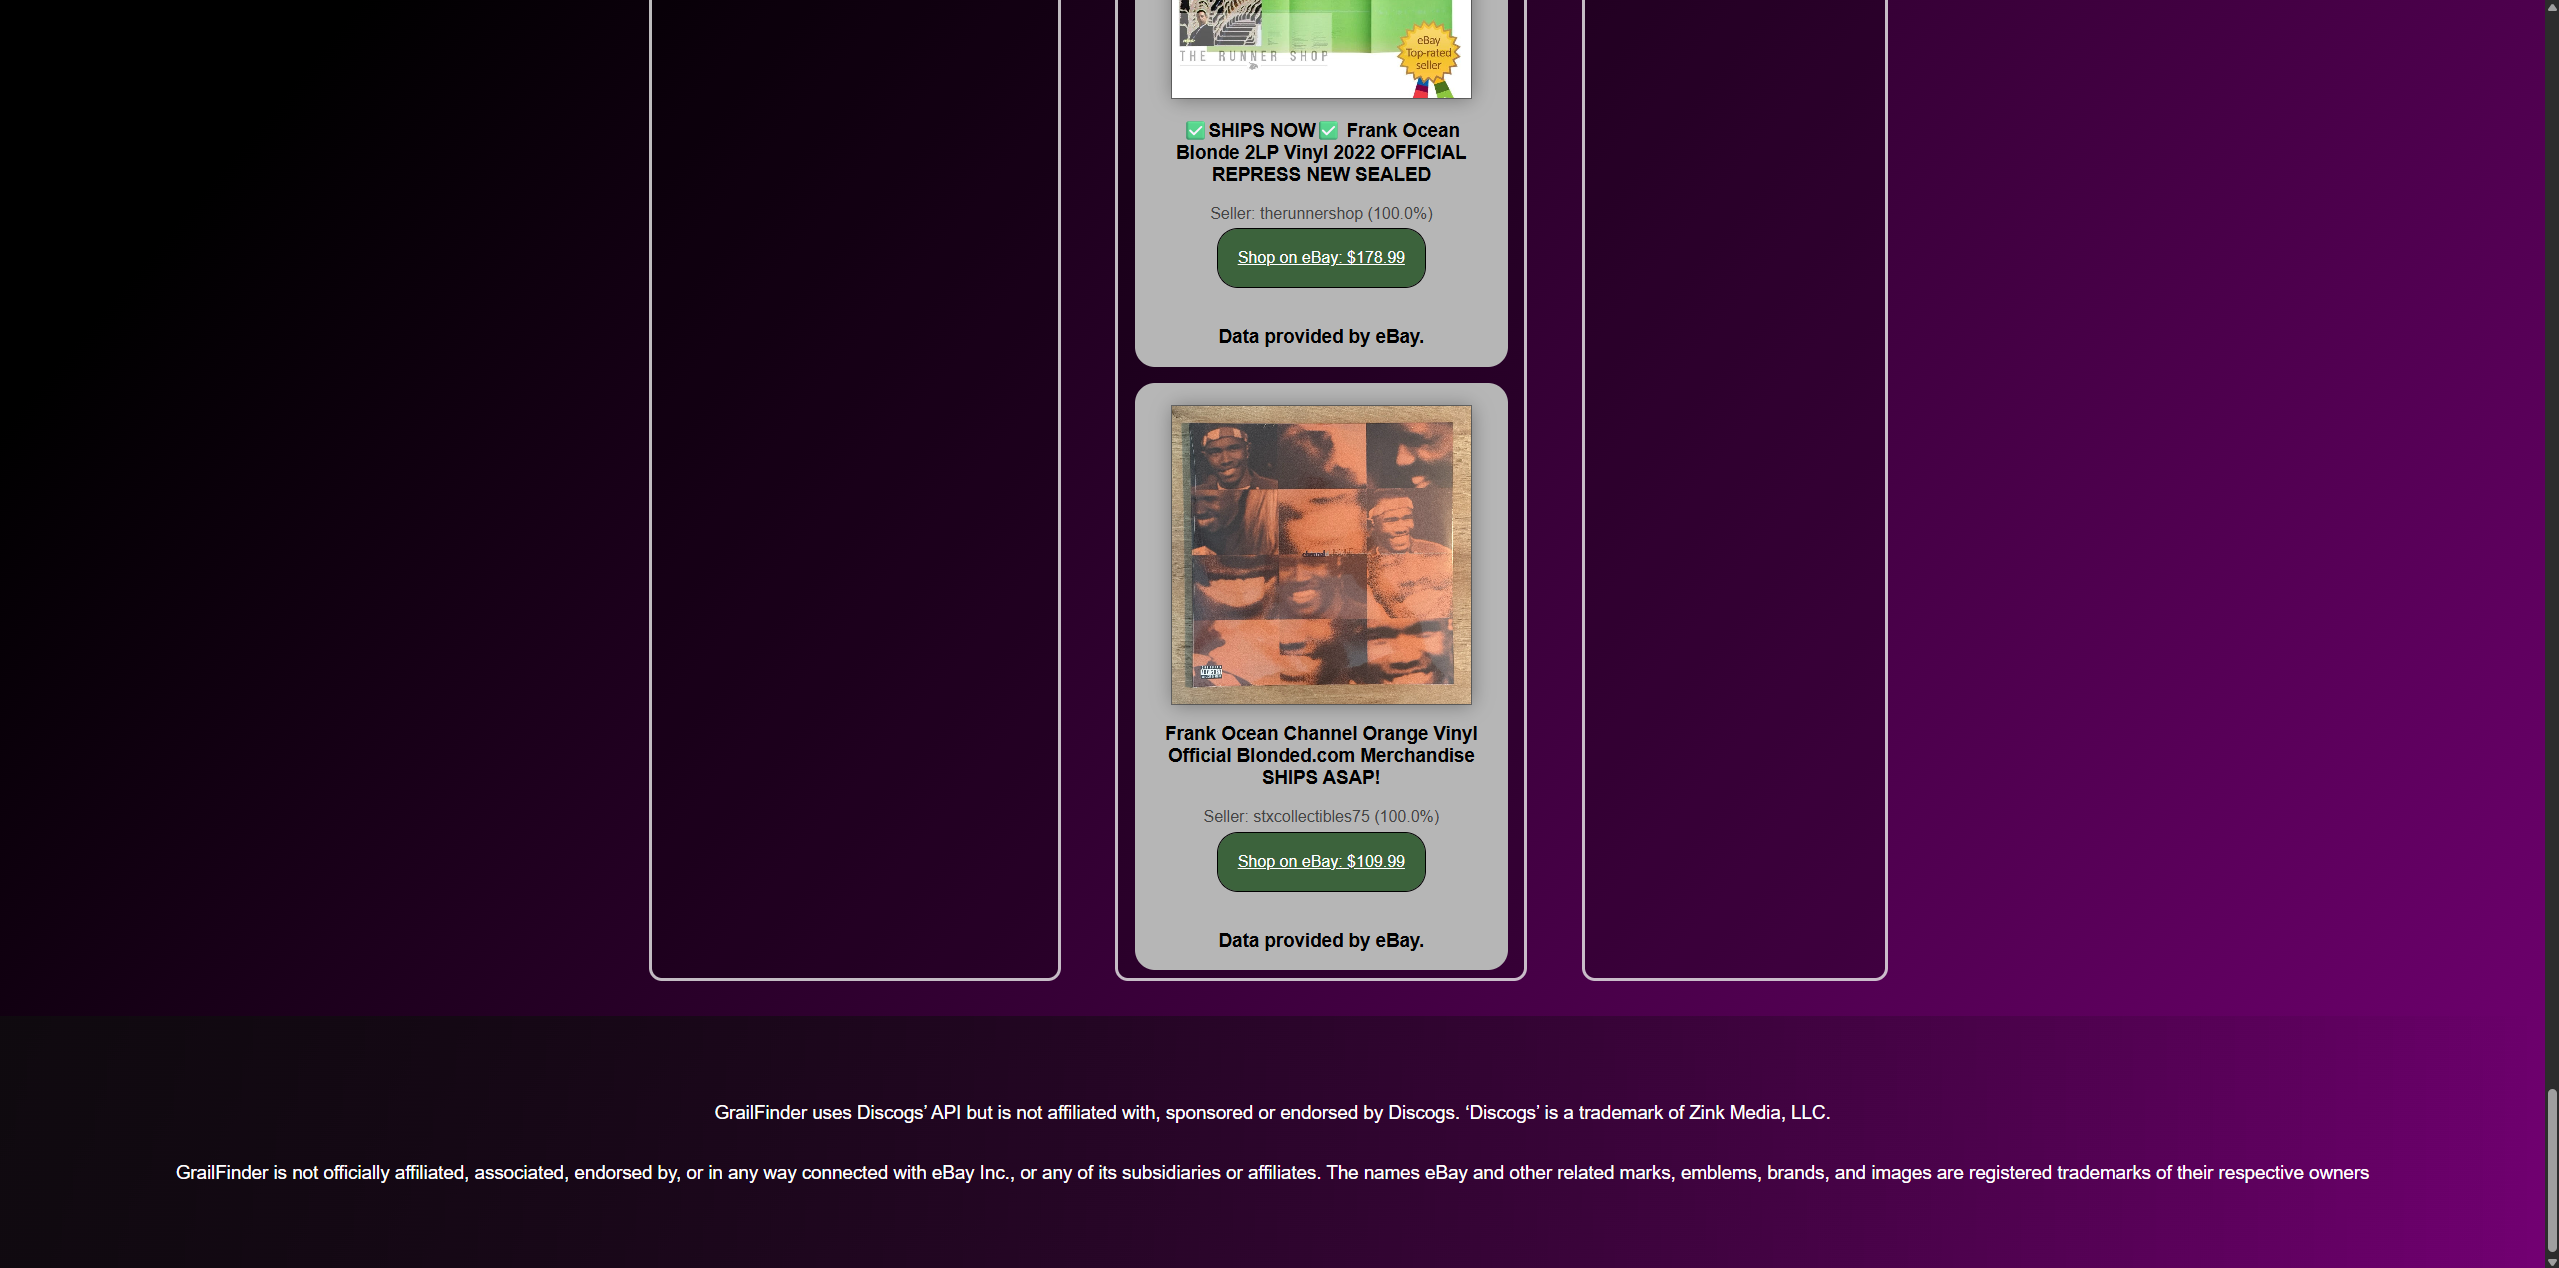 THE RUNNER SHOP
eBay
Top-rated
seller
✅SHIPS NOW✅ Frank Ocean
Blonde 2LP Vinyl 2022 OFFICIAL
REPRESS NEW SEALED
Seller: therunnershop (100.0%)
Shop on eBay: $178.99
Data provided by eBay.
Frank Ocean Channel Orange Vinyl
Official Blonded.com Merchandise
SHIPS ASAP!
Seller: stxcollectibles75 (100.0%)
Shop on eBay: $109.99
Data provided by eBay.
GrailFinder uses Discogs’ API but is not affiliated with, sponsored or endorsed by Discogs. ‘Discogs’ is a trademark of Zink Media, LLC.
GrailFinder is not officially affiliated, associated, endorsed by, or in any way connected with eBay Inc., or any of its subsidiaries or affiliates. The names eBay and other related marks, emblems, brands, and images are registered trademarks of their respective owners